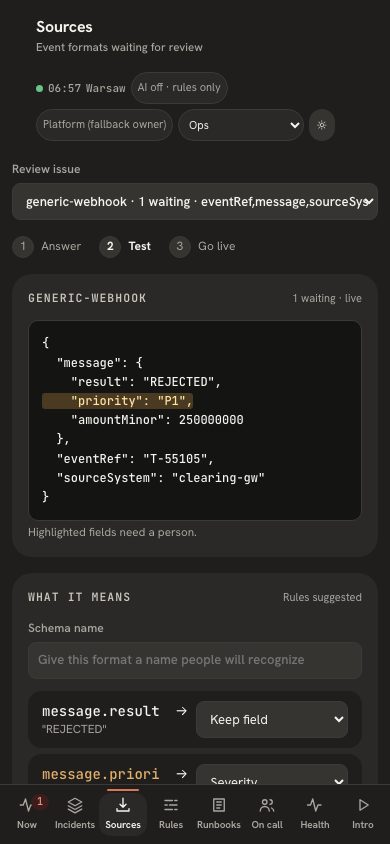 Sources
Event formats waiting for review
06:57 Warsaw
AI off · rules only
Platform (fallback owner)
Ops
Review issue
generic-webhook · 1 waiting · eventRef,message,sourceSys
1 Answer
2 Test
3 Go live
GENERIC-WEBHOOK
1 waiting · live
{
"message": {
"result": "REJECTED",
"priority": "P1",
"amountMinor": 250000000
},
"eventRef": "T-55105",
"sourceSystem": "clearing-gw"
}
Highlighted fields need a person.
WHAT IT MEANS
Rules suggested
Schema name
Give this format a name people will recognize
message.result → Keep field
"REJECTED"
message.priori → Severity
1
Now
Incidents
Sources
Rules
Runbooks
On call
Health
Intro